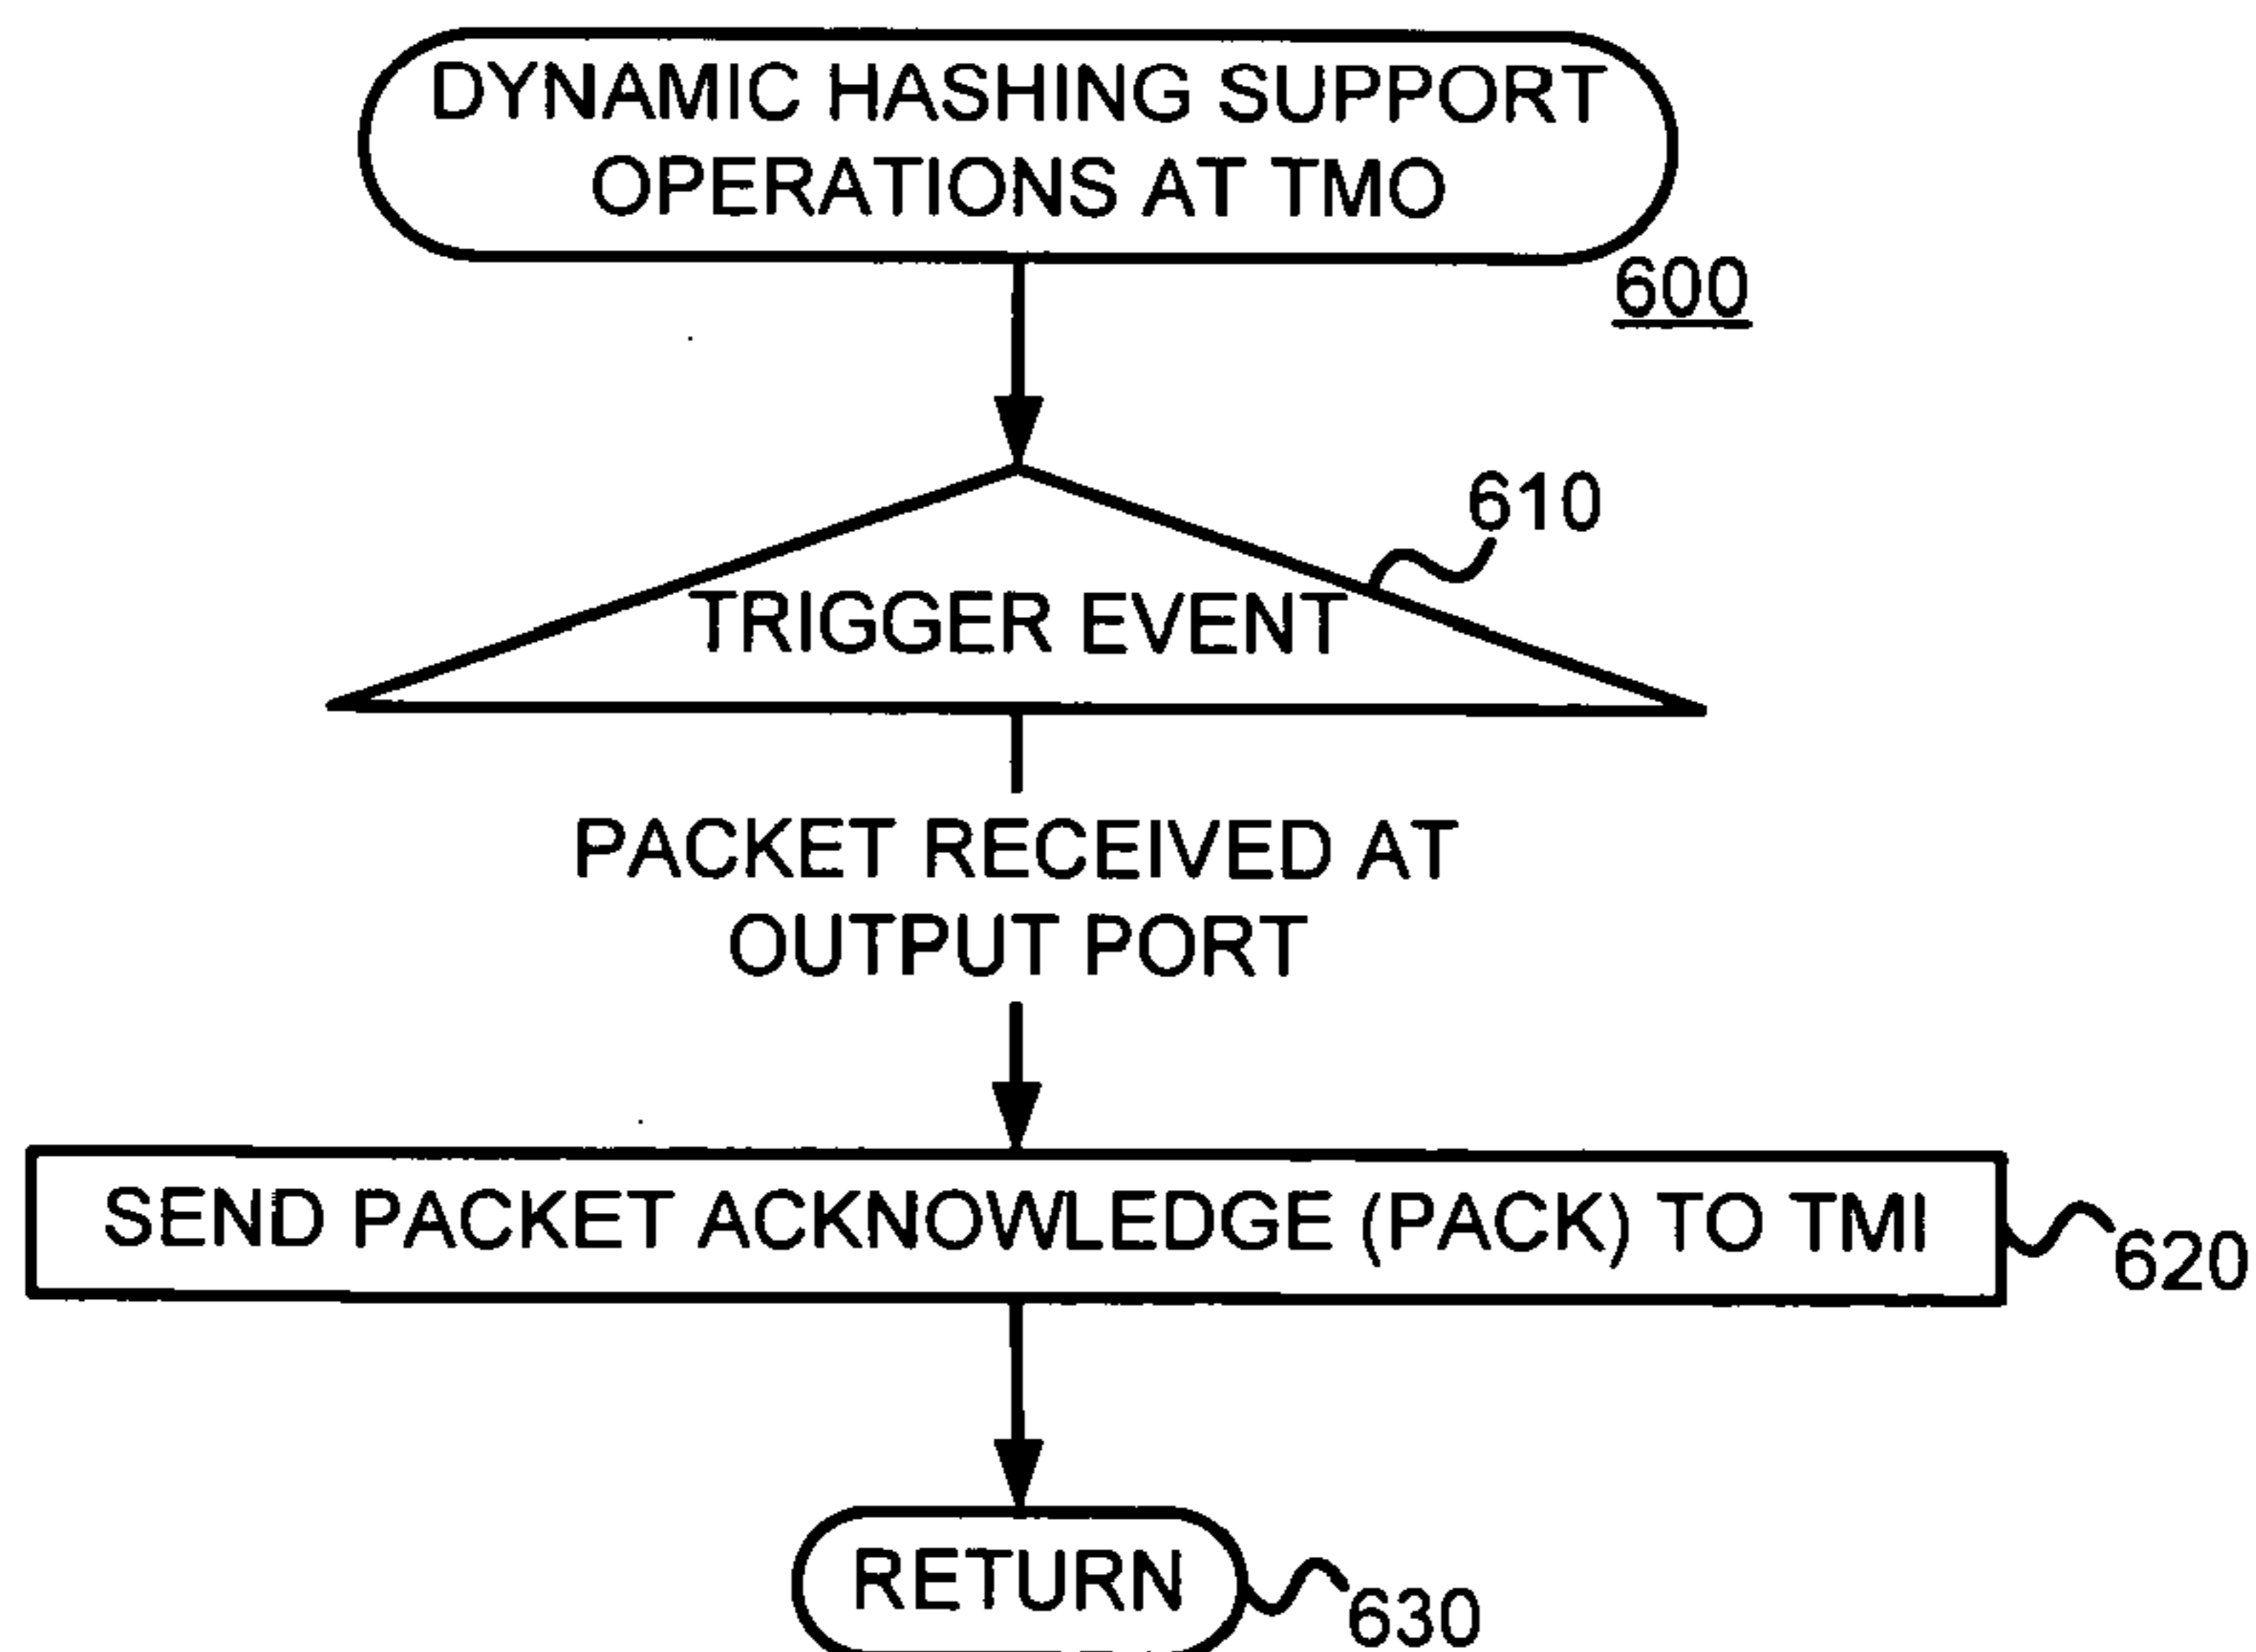 DYNAMIC HASHING SUPPORT
OPERATIONS AT TMO
600
610
TRIGGER EVENT
PACKET RECEIVED AT
OUTPUT PORT
SEND PACKET ACKNOWLEDGE (PACK) TO TMI
620
RETURN
630